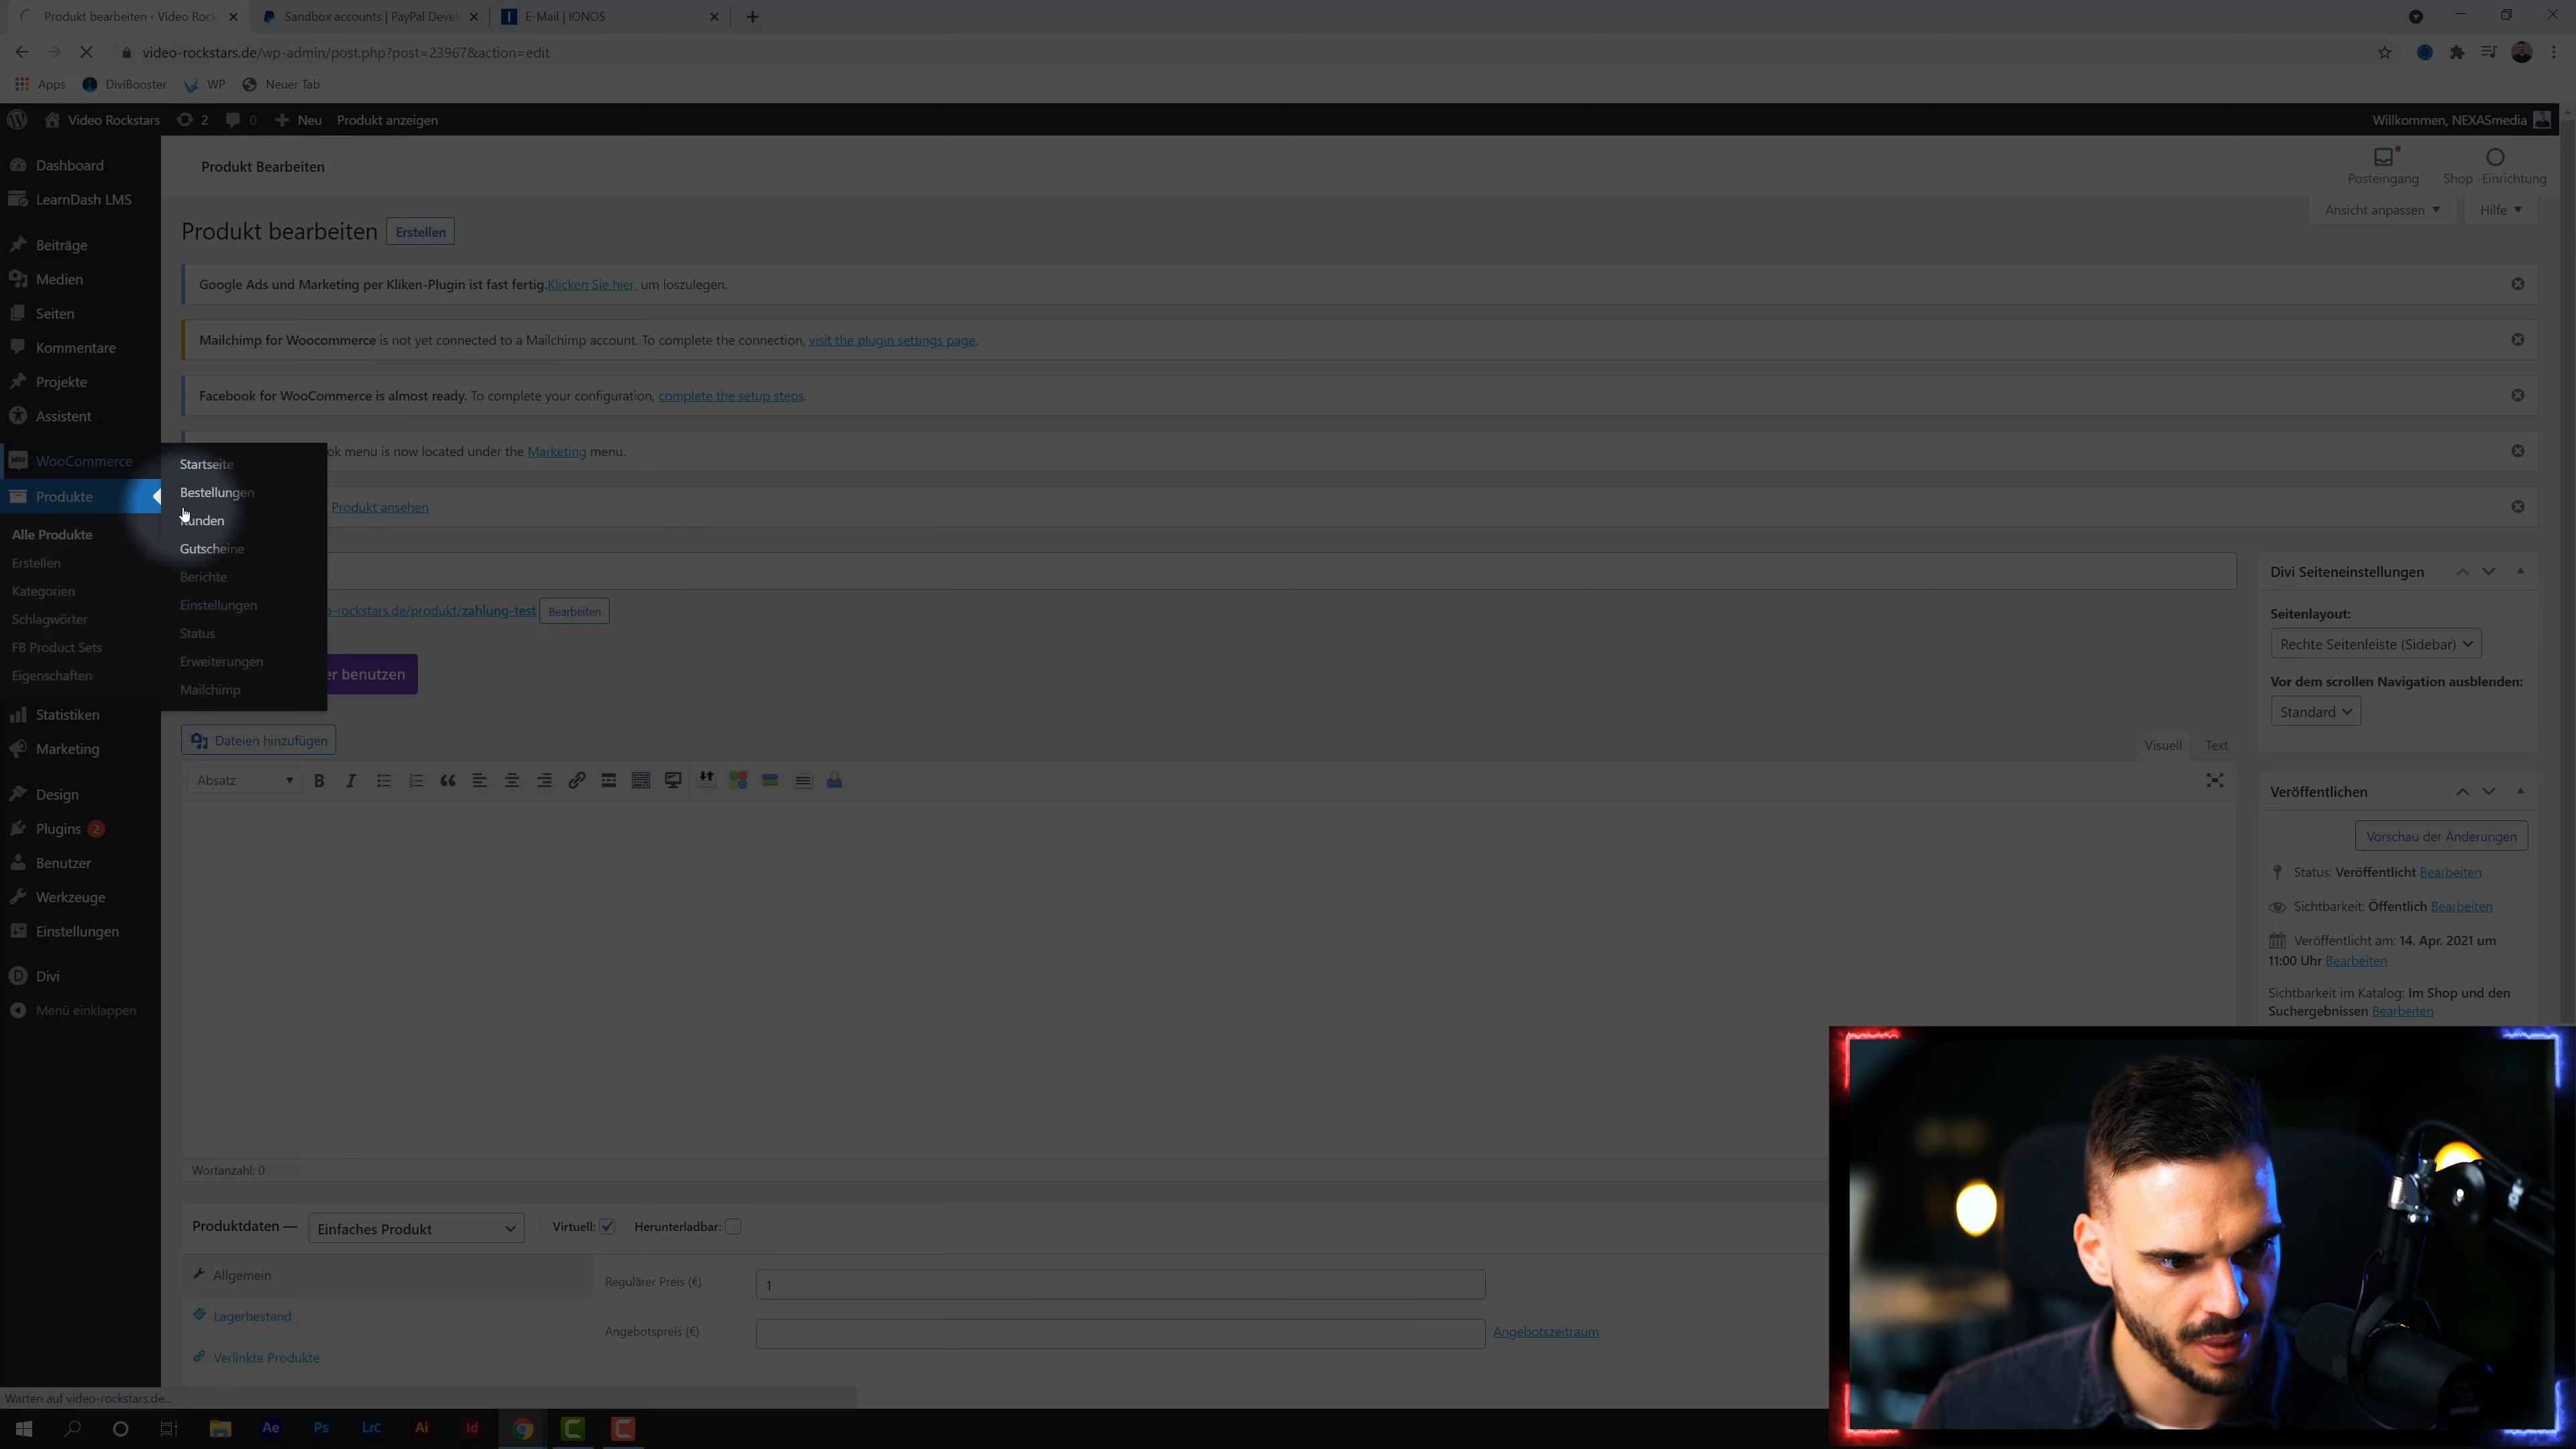 Produkt bearbeiten ‹ Video Rock
Sandbox accounts | PayPal Devel
E-Mail | IONOS
video-rockstars.de/wp-admin/post.php?post=23967&action=edit
Apps
DiviBooster
WP
Neuer Tab
Video Rockstars
2
0
Neu
Produkt anzeigen
Willkommen, NEXASmedia
Dashboard
LearnDash LMS
Beiträge
Medien
Seiten
Kommentare
Projekte
Assistent
WooCommerce
Produkte
Alle Produkte
Erstellen
Kategorien
Schlagwörter
FB Product Sets
Eigenschaften
Statistiken
Marketing
Design
Plugins 2
Benutzer
Werkzeuge
Einstellungen
Divi
Menü einklappen
Startseite
Bestellungen
Kunden
Gutscheine
Berichte
Einstellungen
Status
Erweiterungen
Mailchimp
Produkt Bearbeiten
Posteingang
Shop -Einrichtung
Ansicht anpassen
Hilfe
Produkt bearbeiten
Erstellen
Google Ads und Marketing per Kliken-Plugin ist fast fertig.Klicken Sie hier, um loszulegen.
Mailchimp for Woocommerce is not yet connected to a Mailchimp account. To complete the connection, visit the plugin settings page.
Facebook for WooCommerce is almost ready. To complete your configuration, complete the setup steps.
ok menu is now located under the Marketing menu.
Produkt ansehen
o-rockstars.de/produkt/zahlung-test
Bearbeiten
er benutzen
Dateien hinzufügen
Visuell
Text
Absatz
Wortanzahl: 0
Produktdaten —
Einfaches Produkt
Virtuell:
Herunterladbar:
Allgemein
Lagerbestand
Verlinkte Produkte
Regulärer Preis (€)
1
Angebotspreis (€)
Angebotszeitraum
Divi Seiteneinstellungen
Seitenlayout:
Rechte Seitenleiste (Sidebar)
Vor dem scrollen Navigation ausblenden:
Standard
Veröffentlichen
Vorschau der Änderungen
Status: Veröffentlicht Bearbeiten
Sichtbarkeit: Öffentlich Bearbeiten
Veröffentlicht am: 14. Apr. 2021 um
11:00 Uhr Bearbeiten
Sichtbarkeit im Katalog: Im Shop und den
Suchergebnissen Bearbeiten
Warten auf video-rockstars.de...
Ae
Ps
Lrc
Ai
Id